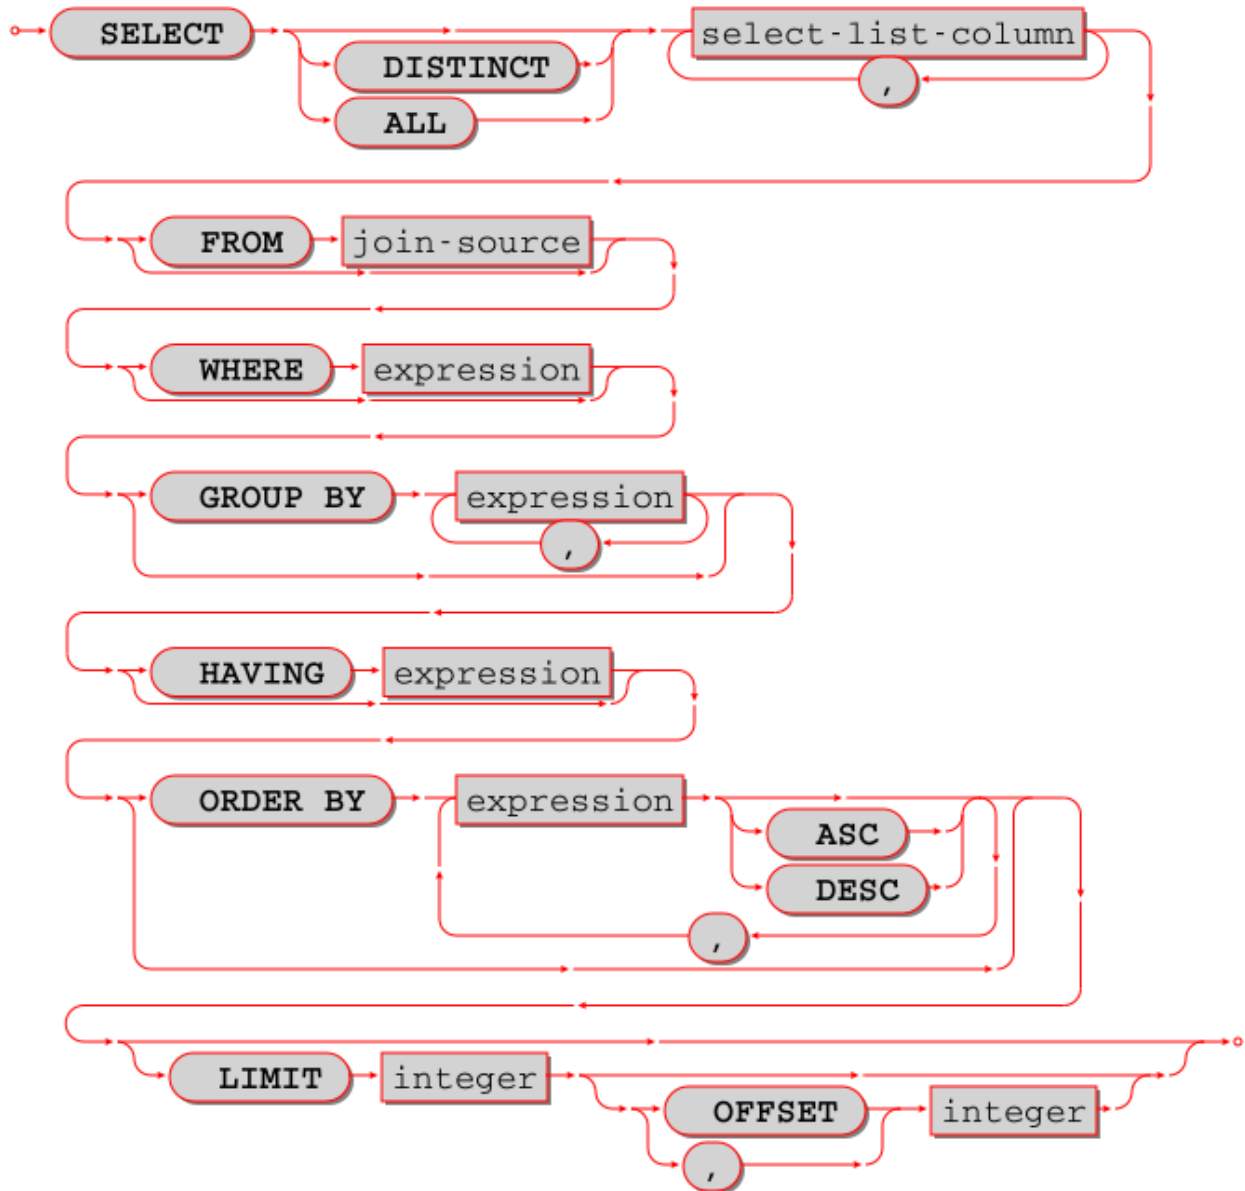 SELECT DISTINCT ALL select-list-column ,
FROM join-source
WHERE expression
GROUP BY expression ,
HAVING expression
ORDER BY expression ASC DESC ,
LIMIT integer OFFSET , integer